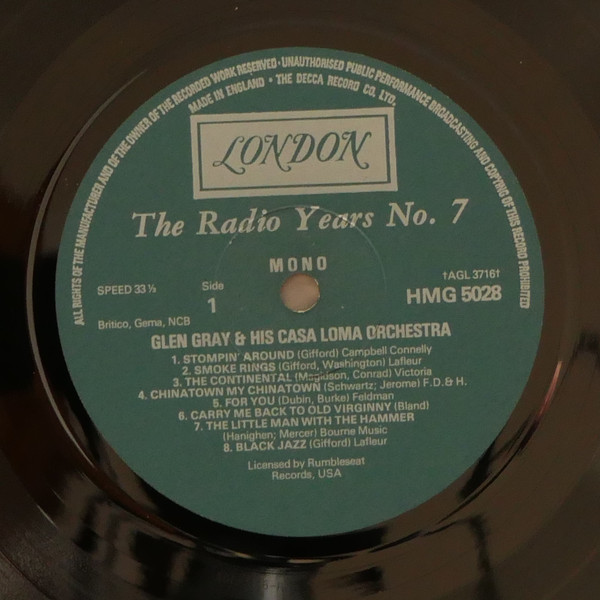 ALL RIGHTS OF THE MANUFACTURER AND OF THE OWNER OF THE RECORDED WORK RESERVED · UNAUTHORISED PUBLIC PERFORMANCE BROADCASTING AND COPYING OF THIS RECORD PROHIBITED
MADE IN ENGLAND · THE DECCA RECORD CO. LTD.
LONDON
The Radio Years No. 7
MONO
SPEED 33⅓
Side
1
†AGL 3716†
HMG 5028
Britico, Gema, NCB
GLEN GRAY & HIS CASA LOMA ORCHESTRA
1. STOMPIN' AROUND (Gifford) Campbell Connelly
2. SMOKE RINGS (Gifford, Washington) Lafleur
3. THE CONTINENTAL (Magidson, Conrad) Victoria
4. CHINATOWN MY CHINATOWN (Schwartz; Jerome) F.D. & H.
5. FOR YOU (Dubin, Burke) Feldman
6. CARRY ME BACK TO OLD VIRGINNY (Bland)
7. THE LITTLE MAN WITH THE HAMMER
(Hanighen; Mercer) Bourne Music
8. BLACK JAZZ (Gifford) Lafleur
Licensed by Rumbleseat
Records, USA